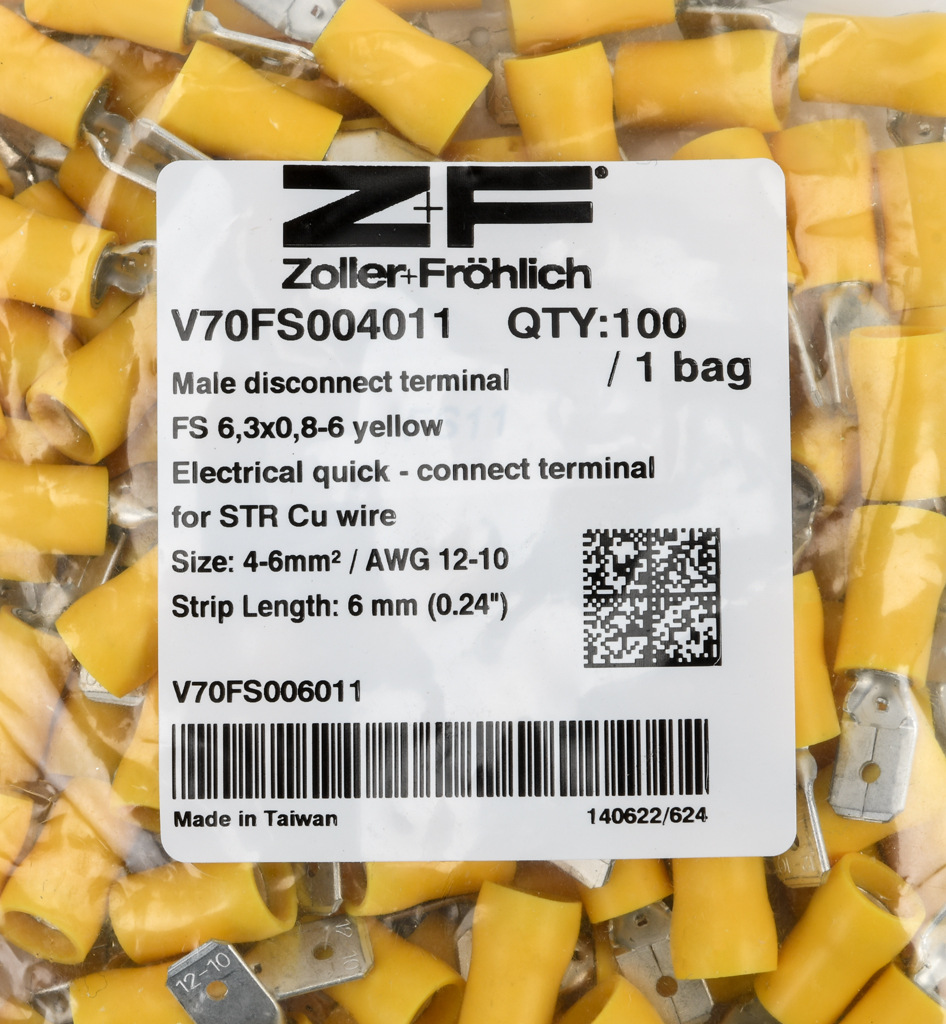 Z+F®
Zoller+Fröhlich
V70FS004011 QTY:100
/ 1 bag
Male disconnect terminal
FS 6,3x0,8-6 yellow
Electrical quick - connect terminal
for STR Cu wire
Size: 4-6mm² / AWG 12-10
Strip Length: 6 mm (0.24")
V70FS006011
Made in Taiwan 140622/624
12-10